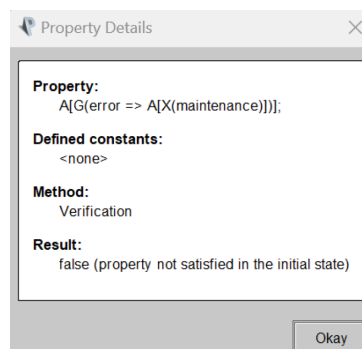 Property Details
Property:
A[G(error => A[X(maintenance)])];
Defined constants:
<none>
Method:
Verification
Result:
false (property not satisfied in the initial state)
Okay